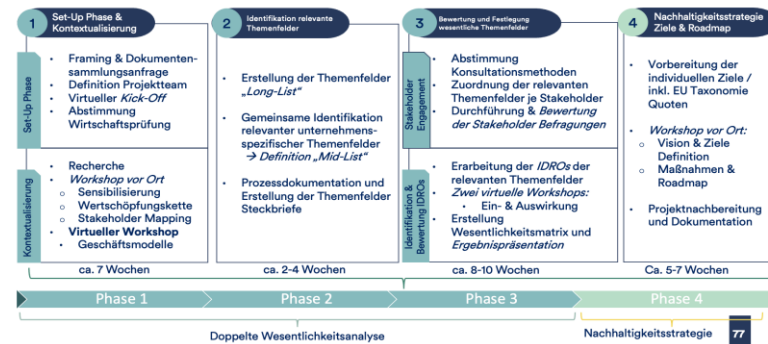 1
Set-Up Phase &
Kontextualisierung
Set-Up Phase
• Framing & Dokumenten-
sammlungsanfrage
• Definition Projektteam
• Virtueller Kick-Off
• Abstimmung
Wirtschaftsprüfung
Kontextualisierung
• Recherche
• Workshop vor Ort
o Sensibilisierung
o Wertschöpfungskette
o Stakeholder Mapping
• Virtueller Workshop
• Geschäftsmodelle
ca. 7 Wochen
2
Identifikation relevante
Themenfelder
• Erstellung der Themenfelder
„Long-List“
• Gemeinsame Identifikation
relevanter unternehmens-
spezifischer Themenfelder
→ Definition „Mid-List“
• Prozessdokumentation und
Erstellung der Themenfelder
Steckbriefe
ca. 2-4 Wochen
3
Bewertung und Festlegung
wesentliche Themenfelder
Stakeholder
Engagement
• Abstimmung
Konsultationsmethoden
• Zuordnung der relevanten
Themenfelder je Stakeholder
• Durchführung & Bewertung
der Stakeholder Befragungen
Identifikation &
Bewertung IDROs
• Erarbeitung der IDROs der
relevanten Themenfelder
• Zwei virtuelle Workshops:
• Ein- & Auswirkung
• Erstellung
Wesentlichkeitsmatrix und
Ergebnispräsentation
ca. 8-10 Wochen
4
Nachhaltigkeitsstrategie
Ziele & Roadmap
• Vorbereitung der
individuellen Ziele /
inkl. EU Taxonomie
Quoten
• Workshop vor Ort:
o Vision & Ziele
Definition
o Maßnahmen &
Roadmap
• Projektnachbereitung
und Dokumentation
Ca. 5-7 Wochen
Phase 1
Phase 2
Phase 3
Phase 4
Doppelte Wesentlichkeitsanalyse
Nachhaltigkeitsstrategie
77